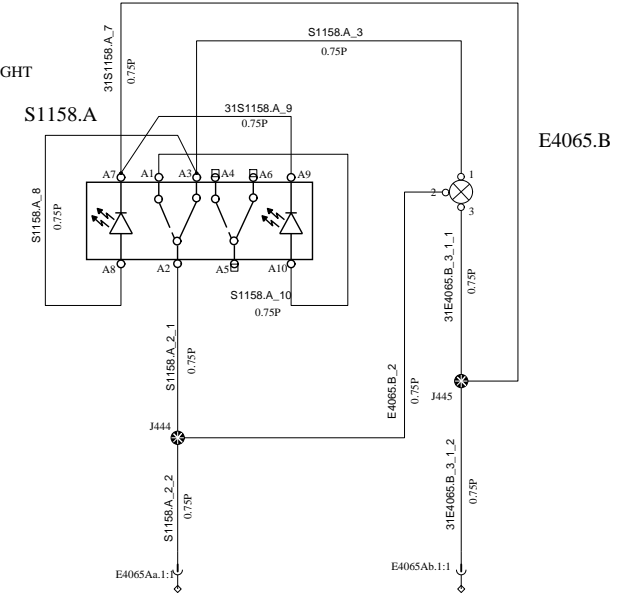 S1158.A_3
0.75P
31S1158.A_7
0.75P
GHT
S1158.A
31S1158.A_9
0.75P
E4065.B
A7
A1
A3
A4
A6
A9
1
2
3
S1158.A_8
0.75P
A8
A2
A5
A10
S1158.A_10
0.75P
31E4065.B_3_1_1
0.75P
S1158.A_2_1
0.75P
E4065.B_2
0.75P
J445
J444
S1158.A_2_2
0.75P
31E4065.B_3_1_2
0.75P
E4065Aa.1:1
E4065Ab.1:1